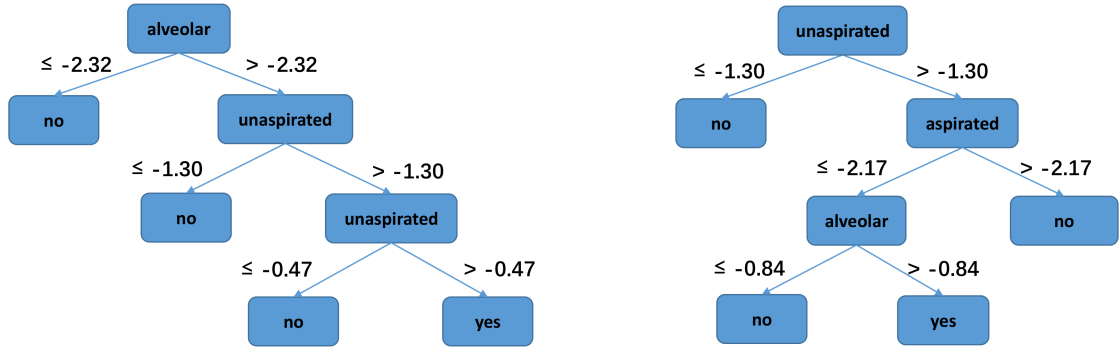 alveolar
≤ -2.32
> -2.32
no
unaspirated
≤ -1.30
> -1.30
no
unaspirated
≤ -0.47
> -0.47
no
yes
unaspirated
≤ -1.30
> -1.30
no
aspirated
≤ -2.17
> -2.17
alveolar
no
≤ -0.84
> -0.84
no
yes